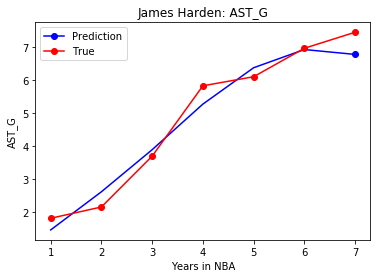 James Harden: AST_G
Prediction
True
AST_G
7
6
5
4
3
2
1 2 3 4 5 6 7
Years in NBA